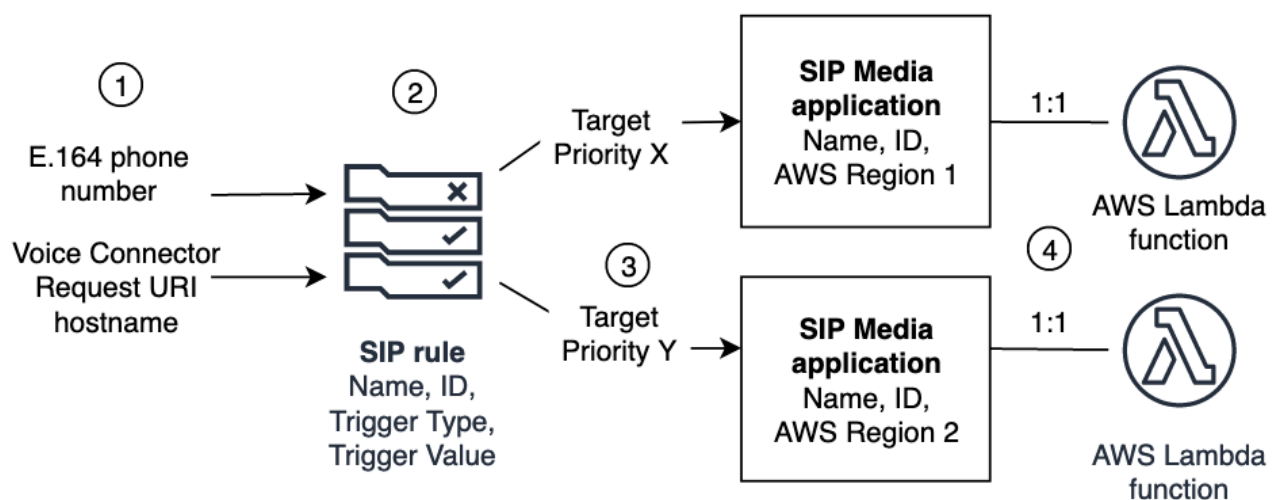 1
E.164 phone
number
Voice Connector
Request URI
hostname
2
SIP rule
Name, ID,
Trigger Type,
Trigger Value
Target
Priority X
3
Target
Priority Y
SIP Media
application
Name, ID,
AWS Region 1
SIP Media
application
Name, ID,
AWS Region 2
1:1
AWS Lambda
function
4
1:1
AWS Lambda
function